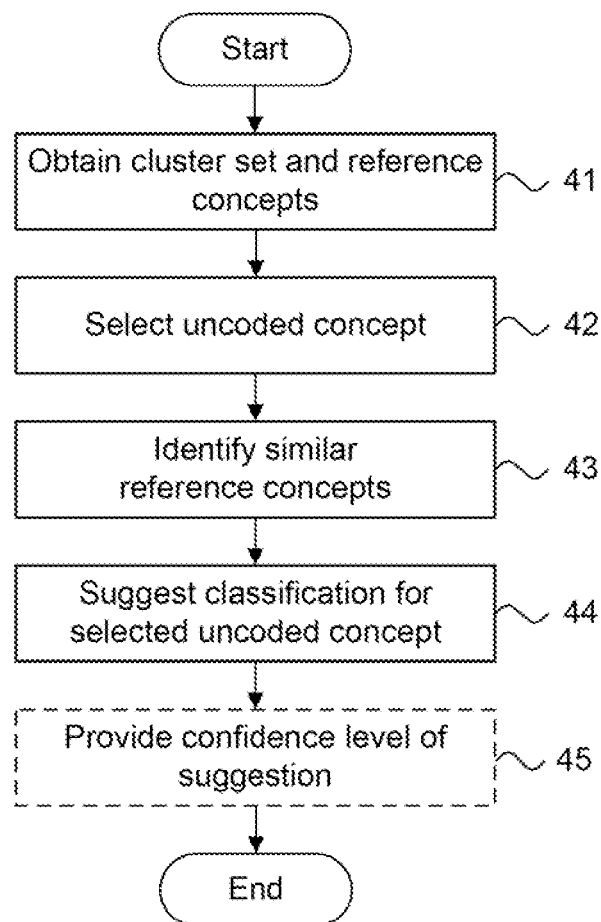 Start
Obtain cluster set and reference
concepts
41
Select uncoded concept
42
Identify similar
reference concepts
43
Suggest classification for
selected uncoded concept
44
Provide confidence level of
suggestion
45
End